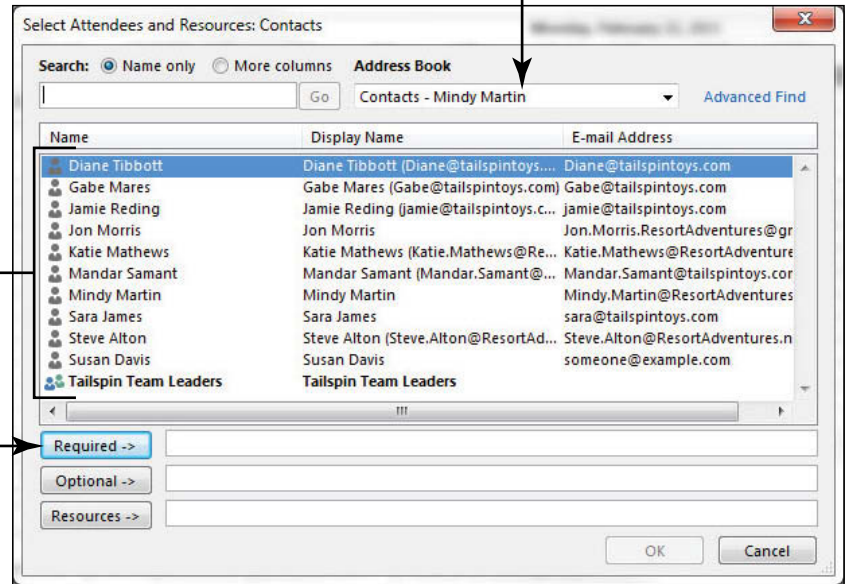 Select Attendees and Resources: Contacts
Search: Name only More columns Address Book
Go Contacts - Mindy Martin Advanced Find
Name Display Name E-mail Address
Diane Tibbott Diane Tibbott (Diane@tailspintoys.... Diane@tailspintoys.com
Gabe Mares Gabe Mares (Gabe@tailspintoys.com) Gabe@tailspintoys.com
Jamie Reding Jamie Reding (jamie@tailspintoys.c... jamie@tailspintoys.com
Jon Morris Jon Morris Jon.Morris.ResortAdventures@gr
Katie Mathews Katie Mathews (Katie.Mathews@Re... Katie.Mathews@ResortAdventure
Mandar Samant Mandar Samant (Mandar.Samant@... Mandar.Samant@tailspintoys.cor
Mindy Martin Mindy Martin Mindy.Martin@ResortAdventures
Sara James Sara James sara@tailspintoys.com
Steve Alton Steve Alton (Steve.Alton@ResortAd... Steve.Alton@ResortAdventures.n
Susan Davis Susan Davis someone@example.com
Tailspin Team Leaders Tailspin Team Leaders
Required ->
Optional ->
Resources ->
OK Cancel